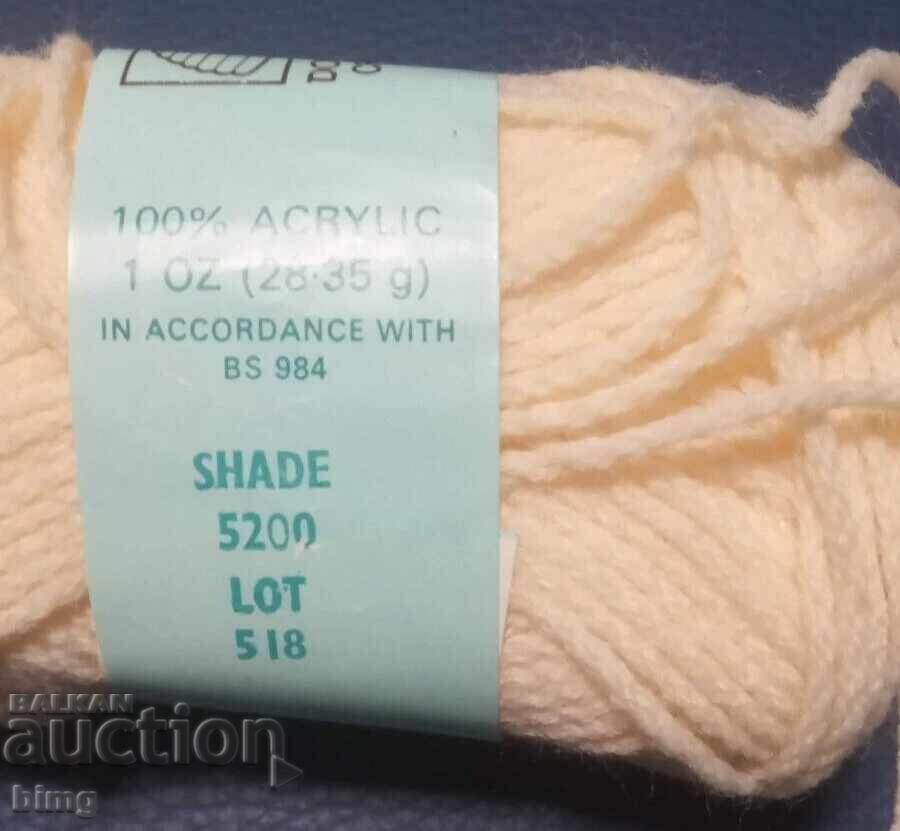 100% ACRYLIC
1 OZ (28·35 g)
IN ACCORDANCE WITH
BS 984
SHADE
5200
LOT
518
BALKAN
auction
bimg